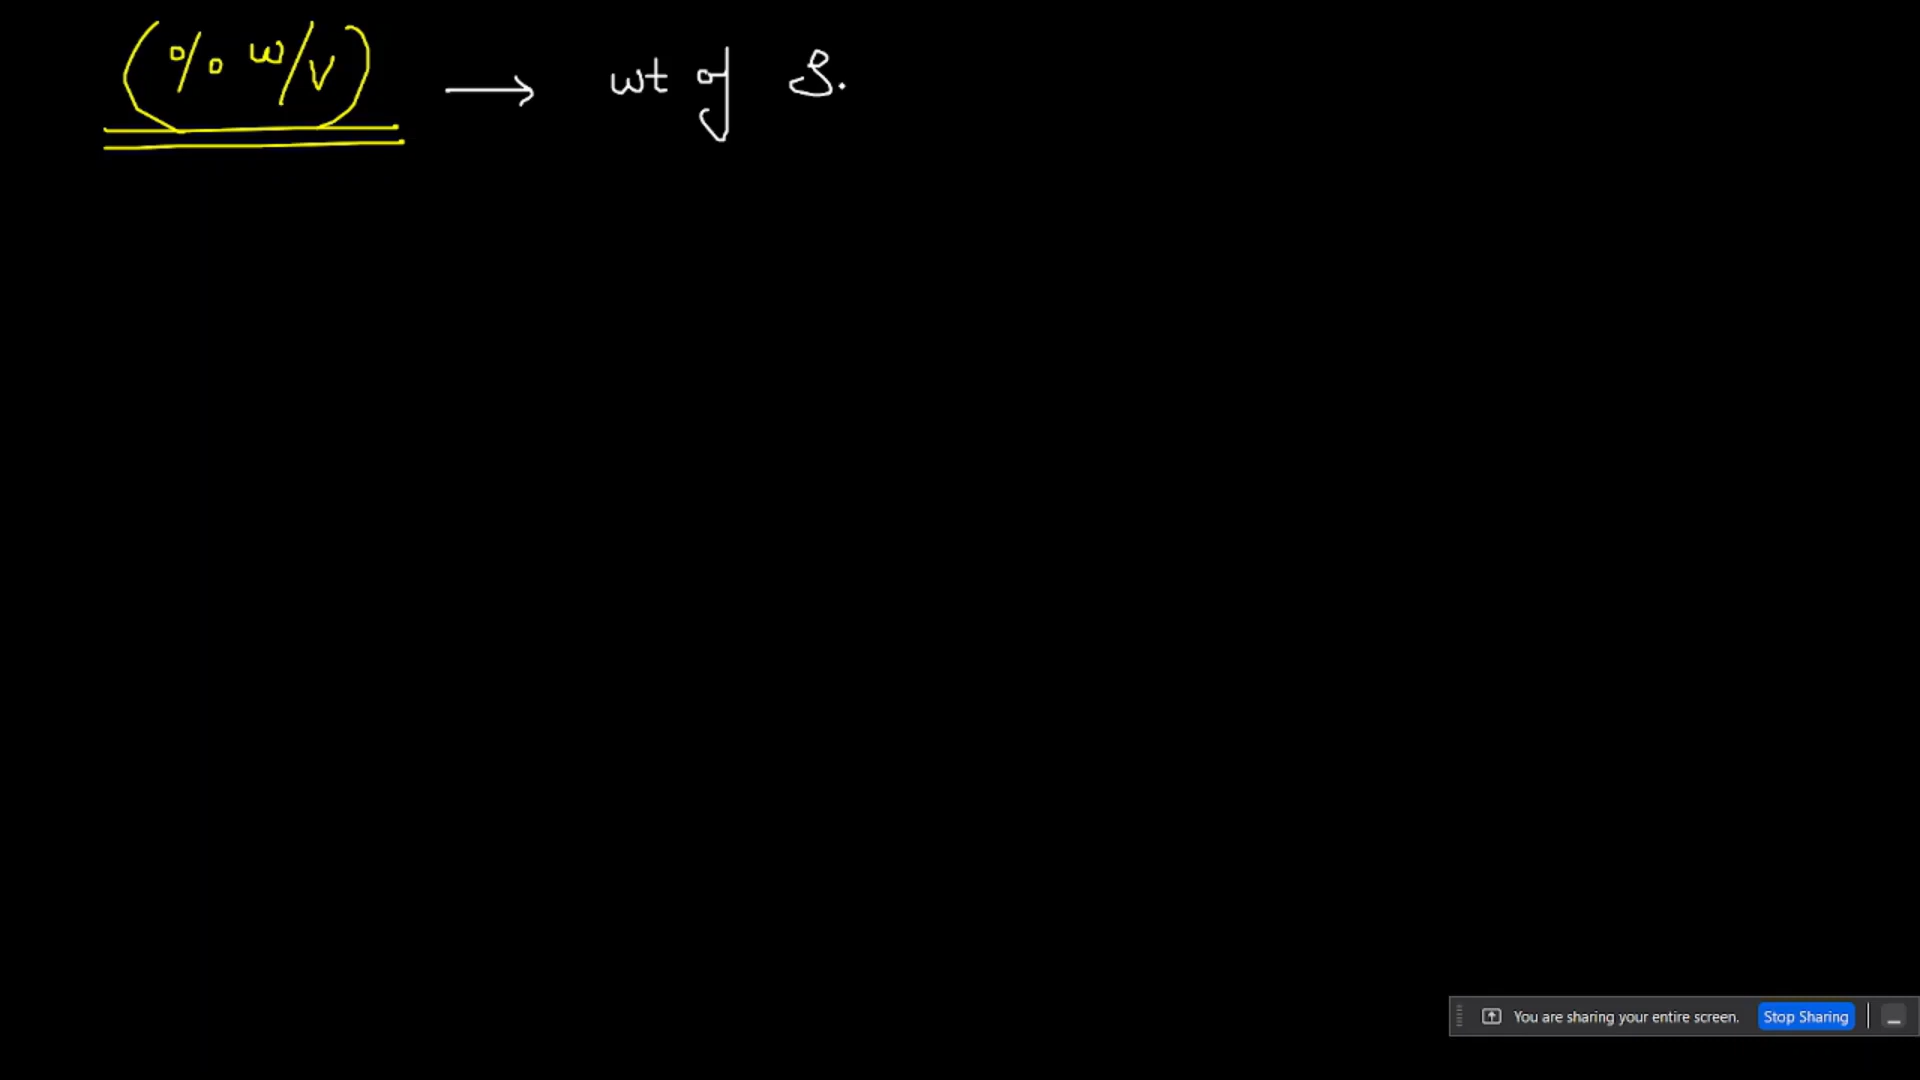 (% w/v) → wt of S.
You are sharing your entire screen. Stop Sharing